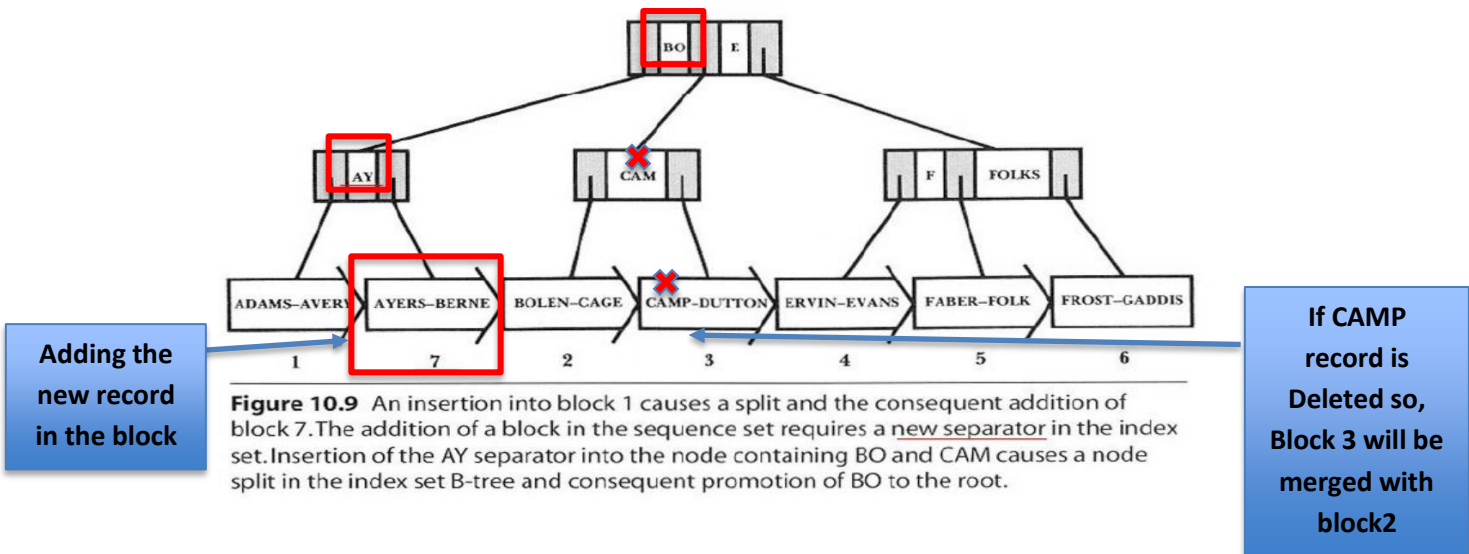 BO E
AY
CAM
F FOLKS
ADAMS–AVERY AYERS–BERNE BOLEN–CAGE CAMP–DUTTON ERVIN–EVANS FABER–FOLK FROST–GADDIS
1 7 2 3 4 5 6
Adding the
new record
in the block
If CAMP
record is
Deleted so,
Block 3 will be
merged with
block2
Figure 10.9 An insertion into block 1 causes a split and the consequent addition of
block 7.The addition of a block in the sequence set requires a new separator in the index
set.Insertion of the AY separator into the node containing BO and CAM causes a node
split in the index set B-tree and consequent promotion of BO to the root.